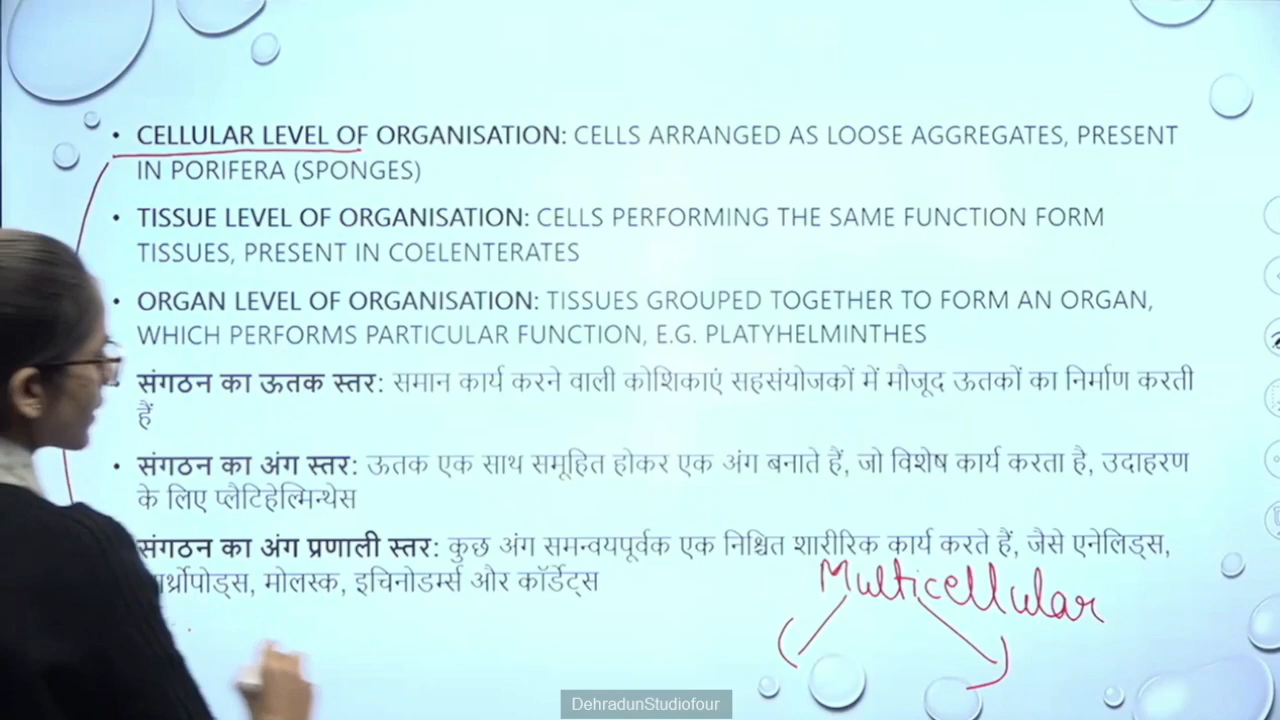 • CELLULAR LEVEL OF ORGANISATION: CELLS ARRANGED AS LOOSE AGGREGATES, PRESENT
IN PORIFERA (SPONGES)
• TISSUE LEVEL OF ORGANISATION: CELLS PERFORMING THE SAME FUNCTION FORM
TISSUES, PRESENT IN COELENTERATES
• ORGAN LEVEL OF ORGANISATION: TISSUES GROUPED TOGETHER TO FORM AN ORGAN,
WHICH PERFORMS PARTICULAR FUNCTION, E.G. PLATYHELMINTHES
संगठन का ऊतक स्तर: समान कार्य करने वाली कोशिकाएं सहसंयोजकों में मौजूद ऊतकों का निर्माण करती
हैं
• संगठन का अंग स्तर: ऊतक एक साथ समूहित होकर एक अंग बनाते हैं, जो विशेष कार्य करता है, उदाहरण
के लिए प्लैटिहेल्मिन्थेस
संगठन का अंग प्रणाली स्तर: कुछ अंग समन्वयपूर्वक एक निश्चित शारीरिक कार्य करते हैं, जैसे एनेलिड्स,
मोलस्क, इचिनोडर्म्स और कॉर्डेट्स
Multicellular
DehradunStudiofour